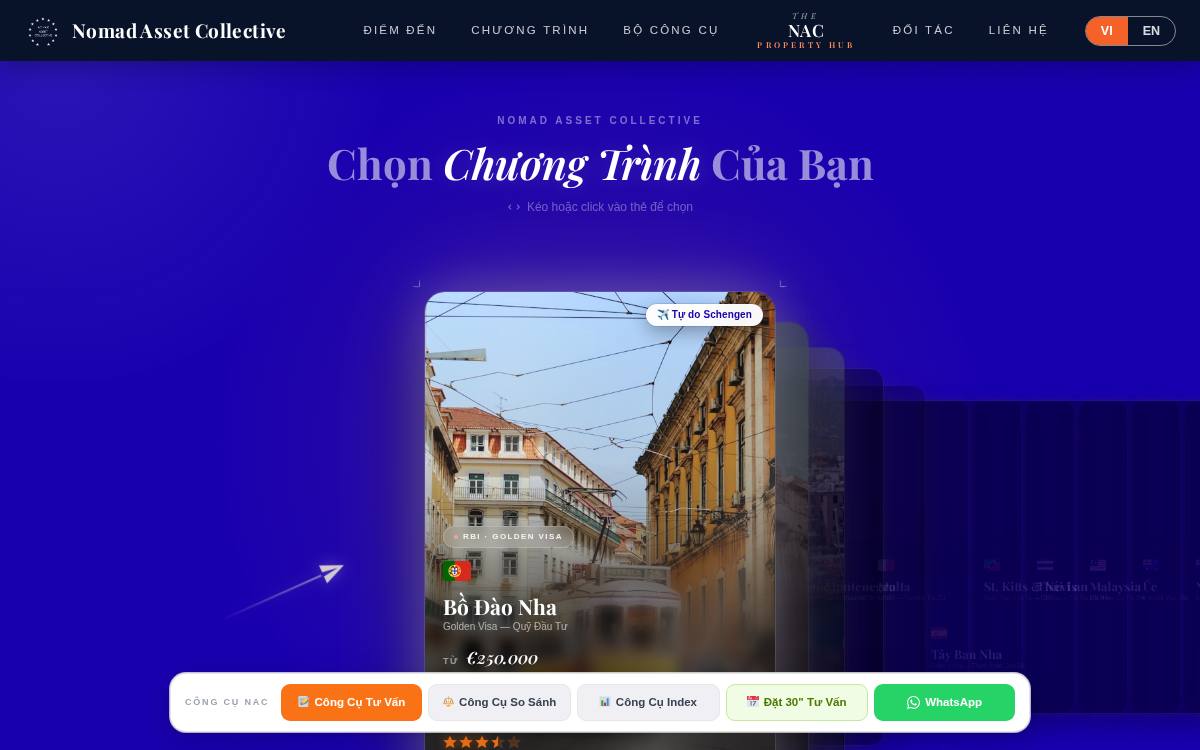 Nomad Asset Collective
ĐIỂM ĐẾN
CHƯƠNG TRÌNH
BỘ CÔNG CỤ
THE
NAC
PROPERTY HUB
ĐỐI TÁC
LIÊN HỆ
VI
EN
NOMAD ASSET COLLECTIVE
Chọn Chương Trình Của Bạn
‹ › Kéo hoặc click vào thẻ để chọn
Tự do Schengen
RBI · GOLDEN VISA
Bồ Đào Nha
Golden Visa — Quỹ Đầu Tư
TỪ €250.000
St. Kitts & Nevis
Malaysia
Úc
Tây Ban Nha
CÔNG CỤ NAC
Công Cụ Tư Vấn
Công Cụ So Sánh
Công Cụ Index
Đặt 30" Tư Vấn
WhatsApp